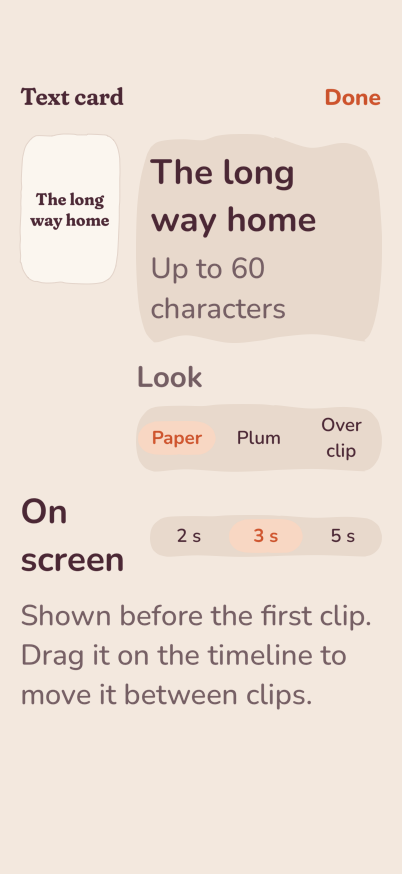 Text card
Done
The long
way home
The long
way home
Up to 60
characters
Look
Paper
Plum
Over
clip
On
screen
2 s
3 s
5 s
Shown before the first clip.
Drag it on the timeline to
move it between clips.